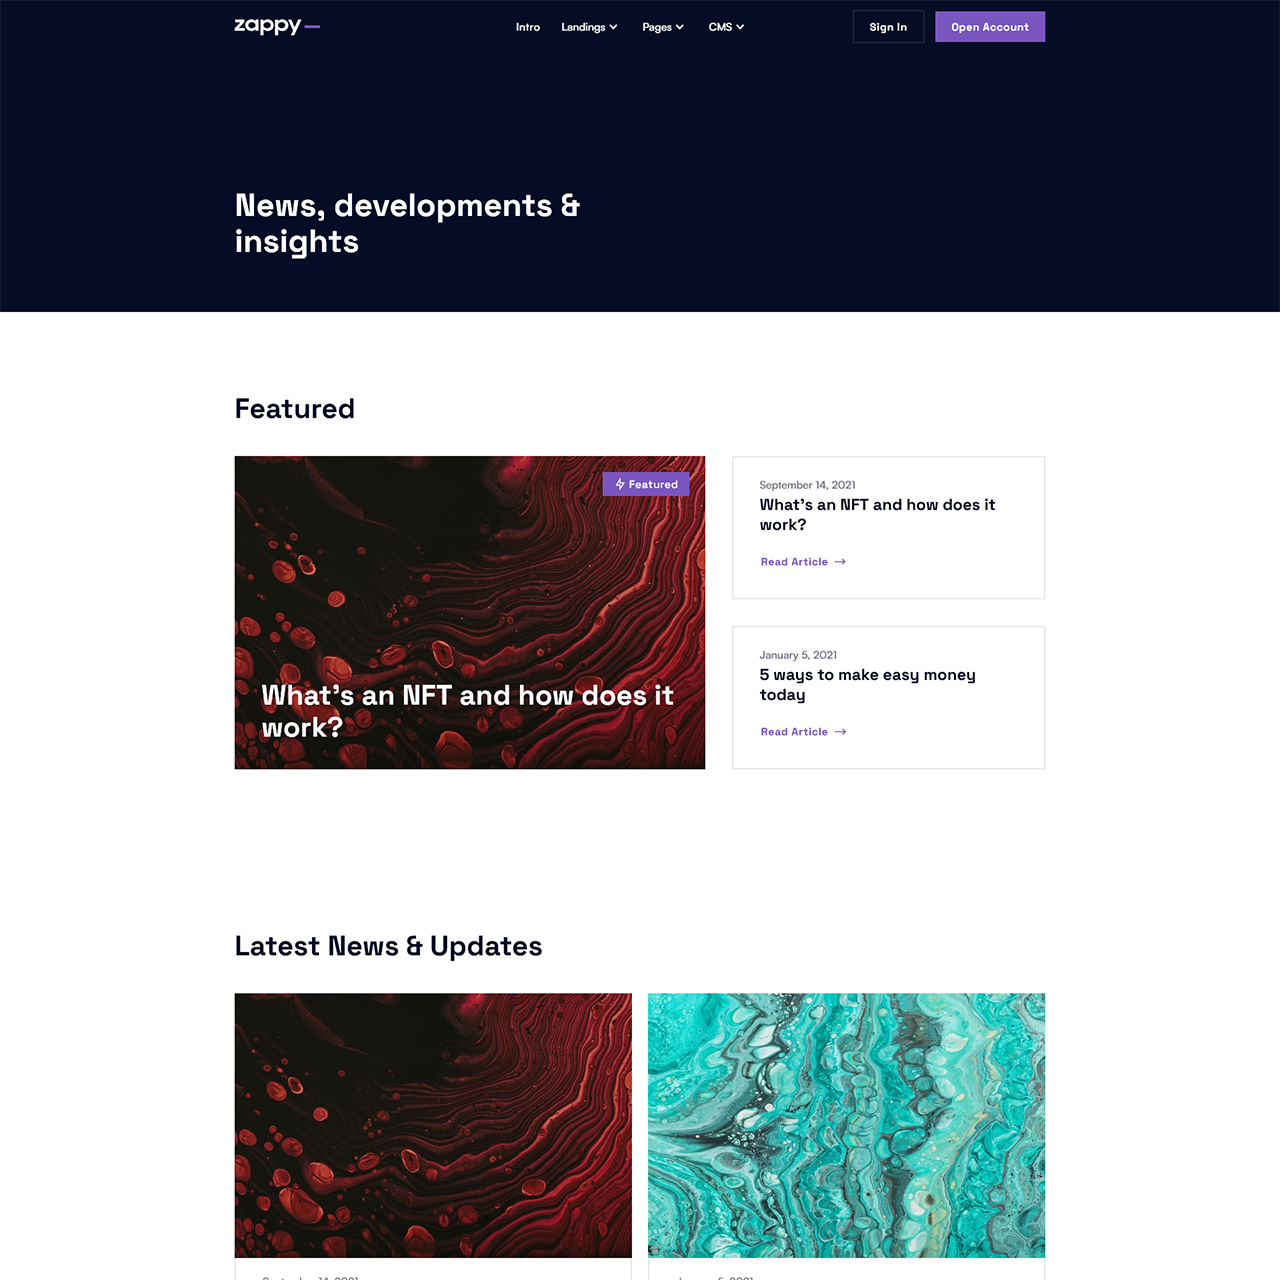 zappy
Intro Landings Pages CMS Sign In Open Account
News, developments &
insights
Featured
Featured
What's an NFT and how does it
work?
September 14, 2021
What's an NFT and how does it
work?
Read Article
January 5, 2021
5 ways to make easy money
today
Read Article
Latest News & Updates